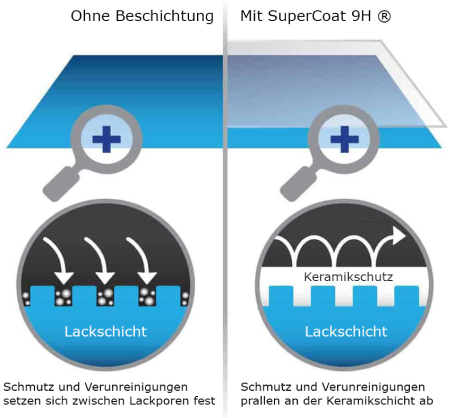 Ohne Beschichtung
Mit SuperCoat 9H ®
Lackschicht
Keramikschutz
Lackschicht
Schmutz und Verunreinigungen
setzen sich zwischen Lackporen fest
Schmutz und Verunreinigungen
prallen an der Keramikschicht ab